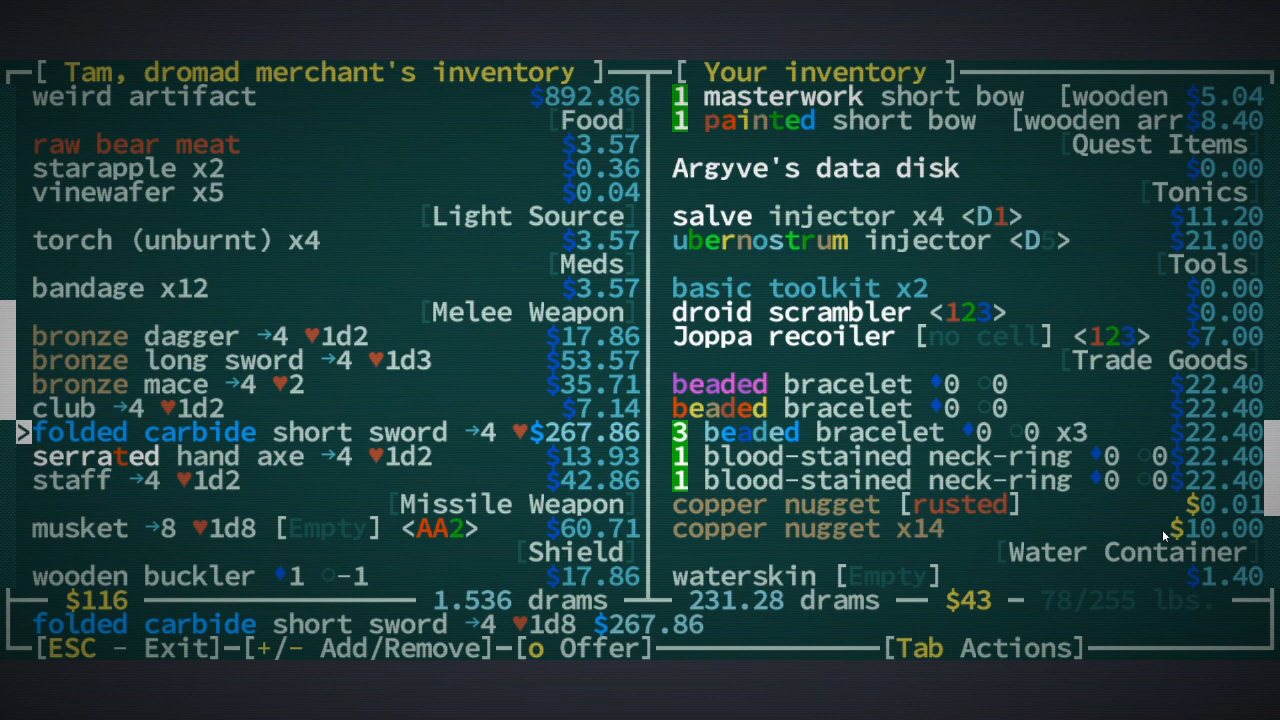 [ Tam, dromad merchant's inventory ]
weird artifact $892.86
[Food]
raw bear meat $3.57
starapple x2 $0.36
vinewafer x5 $0.04
[Light Source]
torch (unburnt) x4 $3.57
[Meds]
bandage x12 $3.57
[Melee Weapon]
bronze dagger →4 ♥1d2 $17.86
bronze long sword →4 ♥1d3 $53.57
bronze mace →4 ♥2 $35.71
club →4 ♥1d2 $7.14
>folded carbide short sword →4 ♥$267.86
serrated hand axe →4 ♥1d2 $13.93
staff →4 ♥1d2 $42.86
[Missile Weapon]
musket →8 ♥1d8 [Empty] <AA2> $60.71
[Shield]
wooden buckler ♦1 ○-1 $17.86
[ Your inventory ]
1 masterwork short bow [wooden $5.04
1 painted short bow [wooden arr$8.40
[Quest Items]
Argyve's data disk $0.00
[Tonics]
salve injector x4 <D1> $11.20
ubernostrum injector <D5> $21.00
[Tools]
basic toolkit x2 $0.00
droid scrambler <123> $0.00
Joppa recoiler [no cell] <123> $7.00
[Trade Goods]
beaded bracelet ♦0 ○0 $22.40
beaded bracelet ♦0 ○0 $22.40
3 beaded bracelet ♦0 ○0 x3 $22.40
1 blood-stained neck-ring ♦0 ○0$22.40
1 blood-stained neck-ring ♦0 ○0$22.40
copper nugget [rusted] $0.01
copper nugget x14 $10.00
[Water Container]
waterskin [Empty] $1.40
$116 1.536 drams 231.28 drams — $43 — 78/255 lbs.
folded carbide short sword →4 ♥1d8 $267.86
[ESC - Exit]—[+/- Add/Remove]—[o Offer] [Tab Actions]